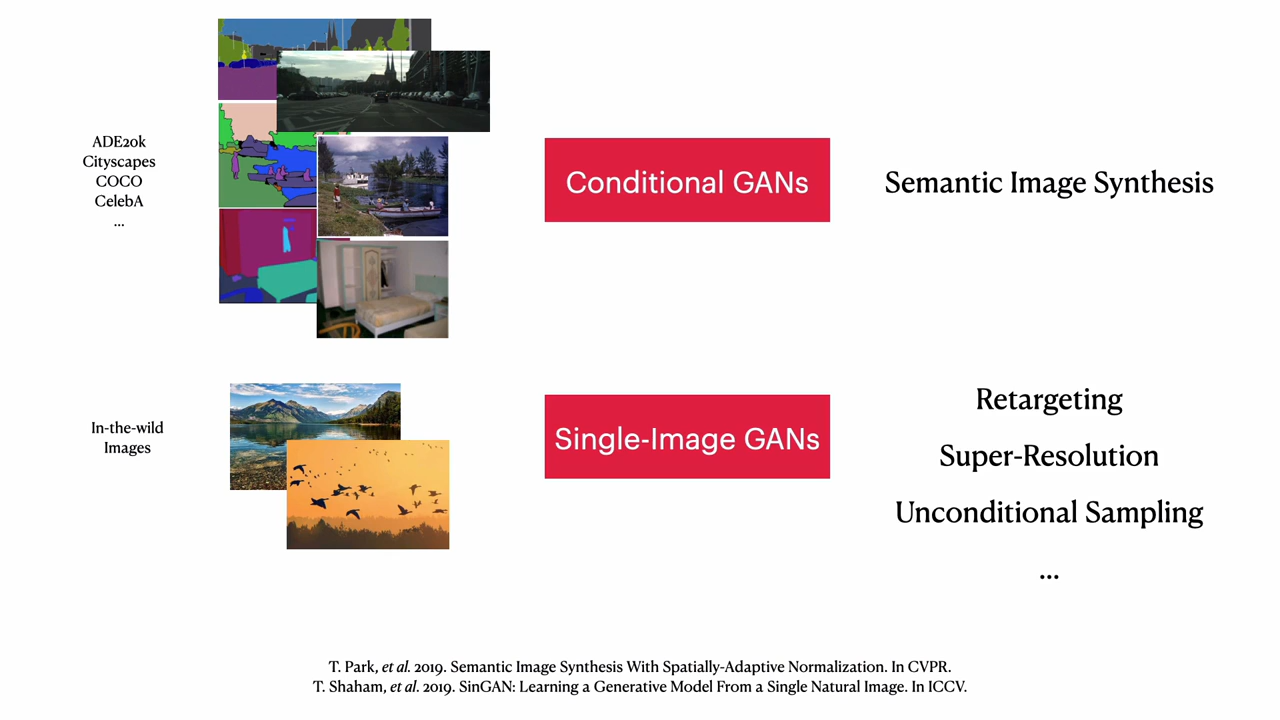 ADE20k
Cityscapes
COCO
CelebA
...
Conditional GANs
Semantic Image Synthesis
In-the-wild
Images
Single-Image GANs
Retargeting
Super-Resolution
Unconditional Sampling
...
T. Park, et al. 2019. Semantic Image Synthesis With Spatially-Adaptive Normalization. In CVPR.
T. Shaham, et al. 2019. SinGAN: Learning a Generative Model From a Single Natural Image. In ICCV.